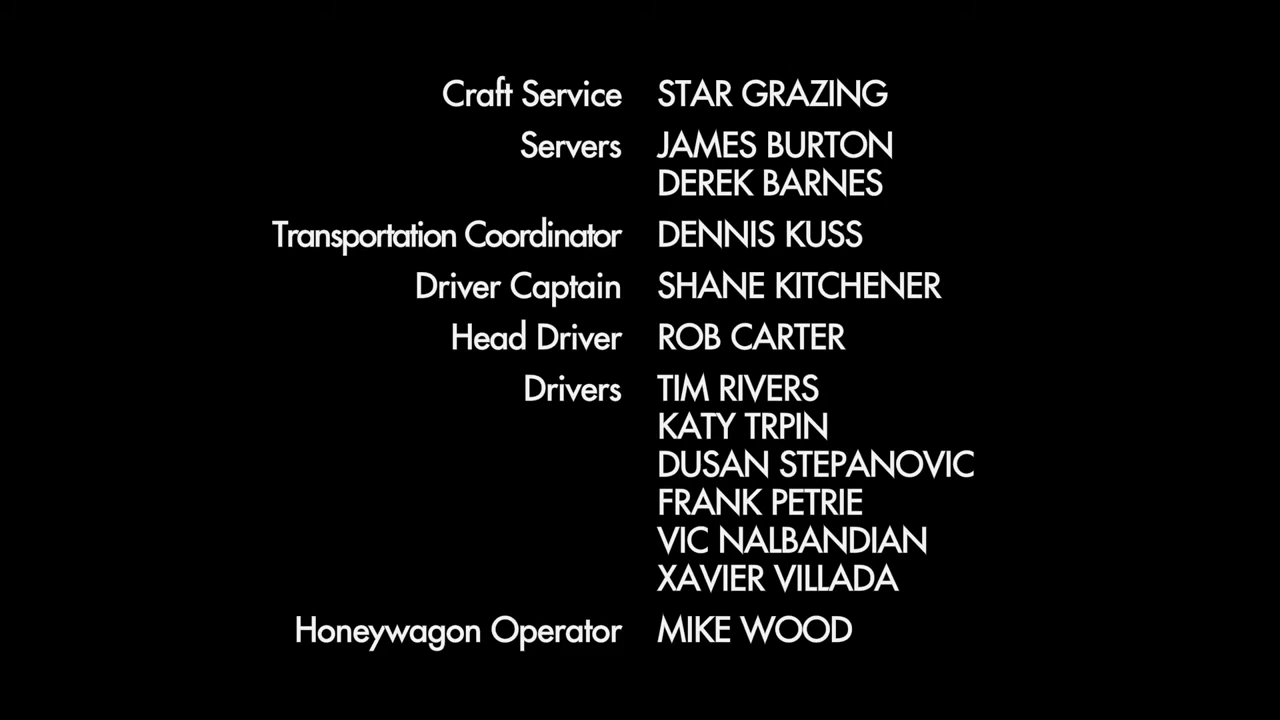 Craft Service STAR GRAZING
Servers JAMES BURTON
DEREK BARNES
Transportation Coordinator DENNIS KUSS
Driver Captain SHANE KITCHENER
Head Driver ROB CARTER
Drivers TIM RIVERS
KATY TRPIN
DUSAN STEPANOVIC
FRANK PETRIE
VIC NALBANDIAN
XAVIER VILLADA
Honeywagon Operator MIKE WOOD